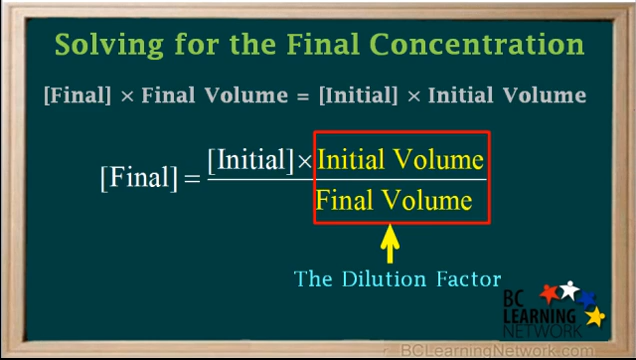 Solving for the Final Concentration
[Final] × Final Volume = [Initial] × Initial Volume
[Final] = [Initial] × Initial Volume
Final Volume
The Dilution Factor
BC
LEARNING
NETWORK
BCLearningNetwork.com